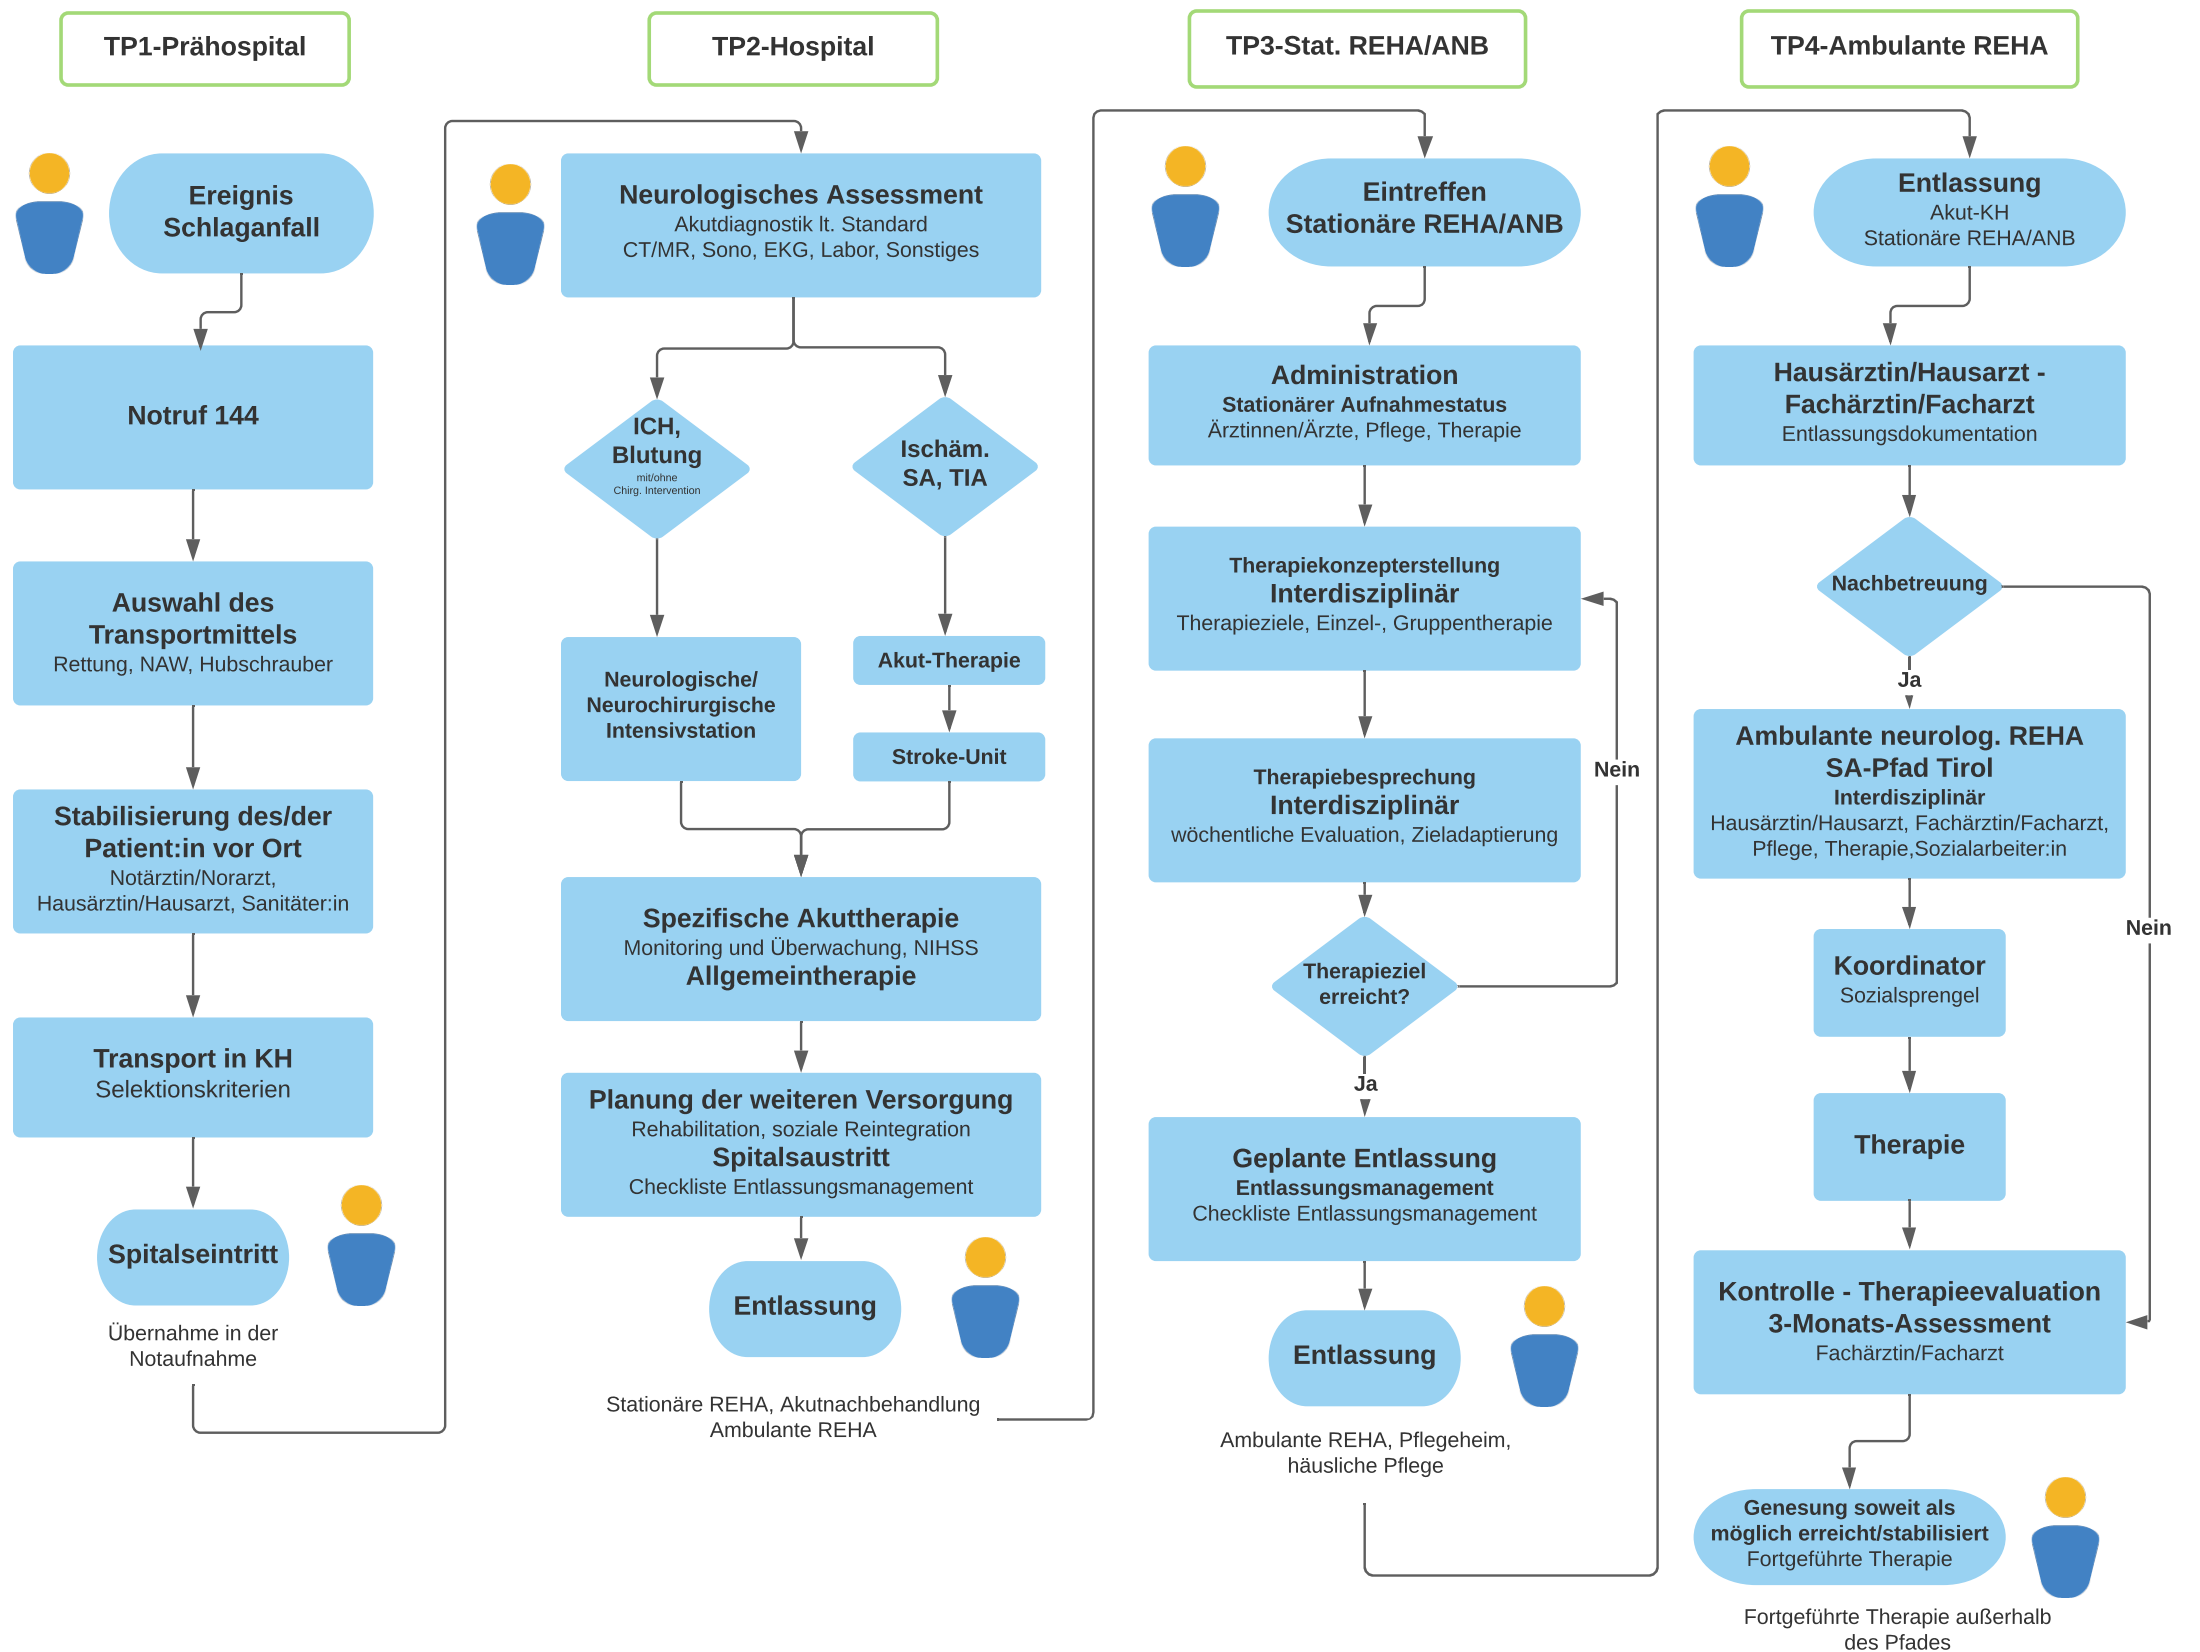 TP1-Prähospital
Ereignis
Schlaganfall
Notruf 144
Auswahl des
Transportmittels
Rettung, NAW, Hubschrauber
Stabilisierung des/der
Patient:in vor Ort
Notärztin/Norarzt,
Hausärztin/Hausarzt, Sanitäter:in
Transport in KH
Selektionskriterien
Spitalseintritt
Übernahme in der
Notaufnahme
TP2-Hospital
Neurologisches Assessment
Akutdiagnostik lt. Standard
CT/MR, Sono, EKG, Labor, Sonstiges
ICH,
Blutung
mit/ohne
Chirg. Intervention
Ischäm.
SA, TIA
Neurologische/
Neurochirurgische
Intensivstation
Akut-Therapie
Stroke-Unit
Spezifische Akuttherapie
Monitoring und Überwachung, NIHSS
Allgemeintherapie
Planung der weiteren Versorgung
Rehabilitation, soziale Reintegration
Spitalsaustritt
Checkliste Entlassungsmanagement
Entlassung
Stationäre REHA, Akutnachbehandlung
Ambulante REHA
TP3-Stat. REHA/ANB
Eintreffen
Stationäre REHA/ANB
Administration
Stationärer Aufnahmestatus
Ärztinnen/Ärzte, Pflege, Therapie
Therapiekonzepterstellung
Interdisziplinär
Therapieziele, Einzel-, Gruppentherapie
Therapiebesprechung
Interdisziplinär
wöchentliche Evaluation, Zieladaptierung
Nein
Therapieziel
erreicht?
Ja
Geplante Entlassung
Entlassungsmanagement
Checkliste Entlassungsmanagement
Entlassung
Ambulante REHA, Pflegeheim,
häusliche Pflege
TP4-Ambulante REHA
Entlassung
Akut-KH
Stationäre REHA/ANB
Hausärztin/Hausarzt -
Fachärztin/Facharzt
Entlassungsdokumentation
Nachbetreuung
Ja
Ambulante neurolog. REHA
SA-Pfad Tirol
Interdisziplinär
Hausärztin/Hausarzt, Fachärztin/Facharzt,
Pflege, Therapie,Sozialarbeiter:in
Nein
Koordinator
Sozialsprengel
Therapie
Kontrolle - Therapieevaluation
3-Monats-Assessment
Fachärztin/Facharzt
Genesung soweit als
möglich erreicht/stabilisiert
Fortgeführte Therapie
Fortgeführte Therapie außerhalb
des Pfades